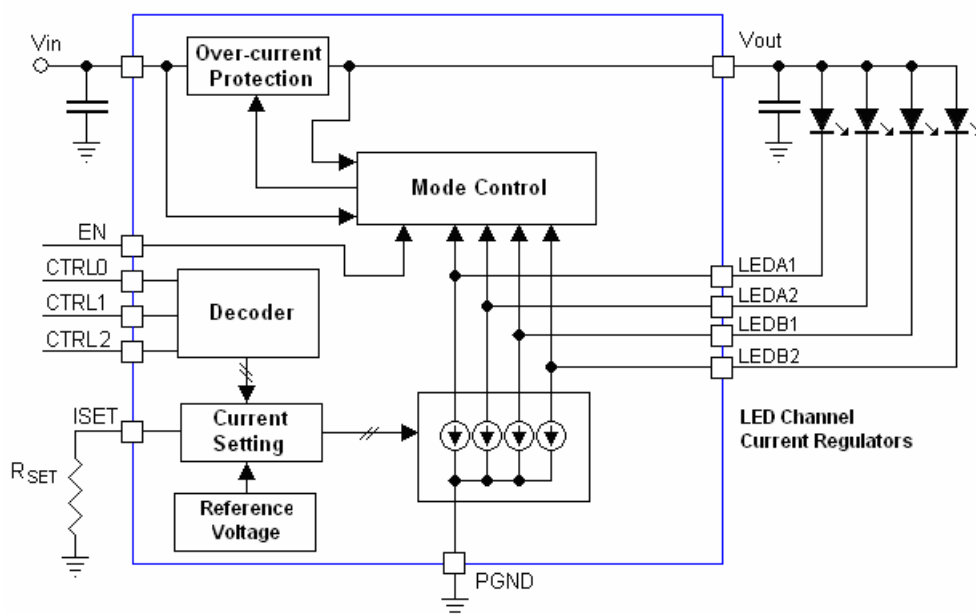 Vin
Over-current
Protection
Vout
Mode Control
EN
CTRL0
CTRL1
CTRL2
Decoder
LEDA1
LEDA2
LEDB1
LEDB2
ISET
Current
Setting
LED Channel
Current Regulators
RSET
Reference
Voltage
PGND